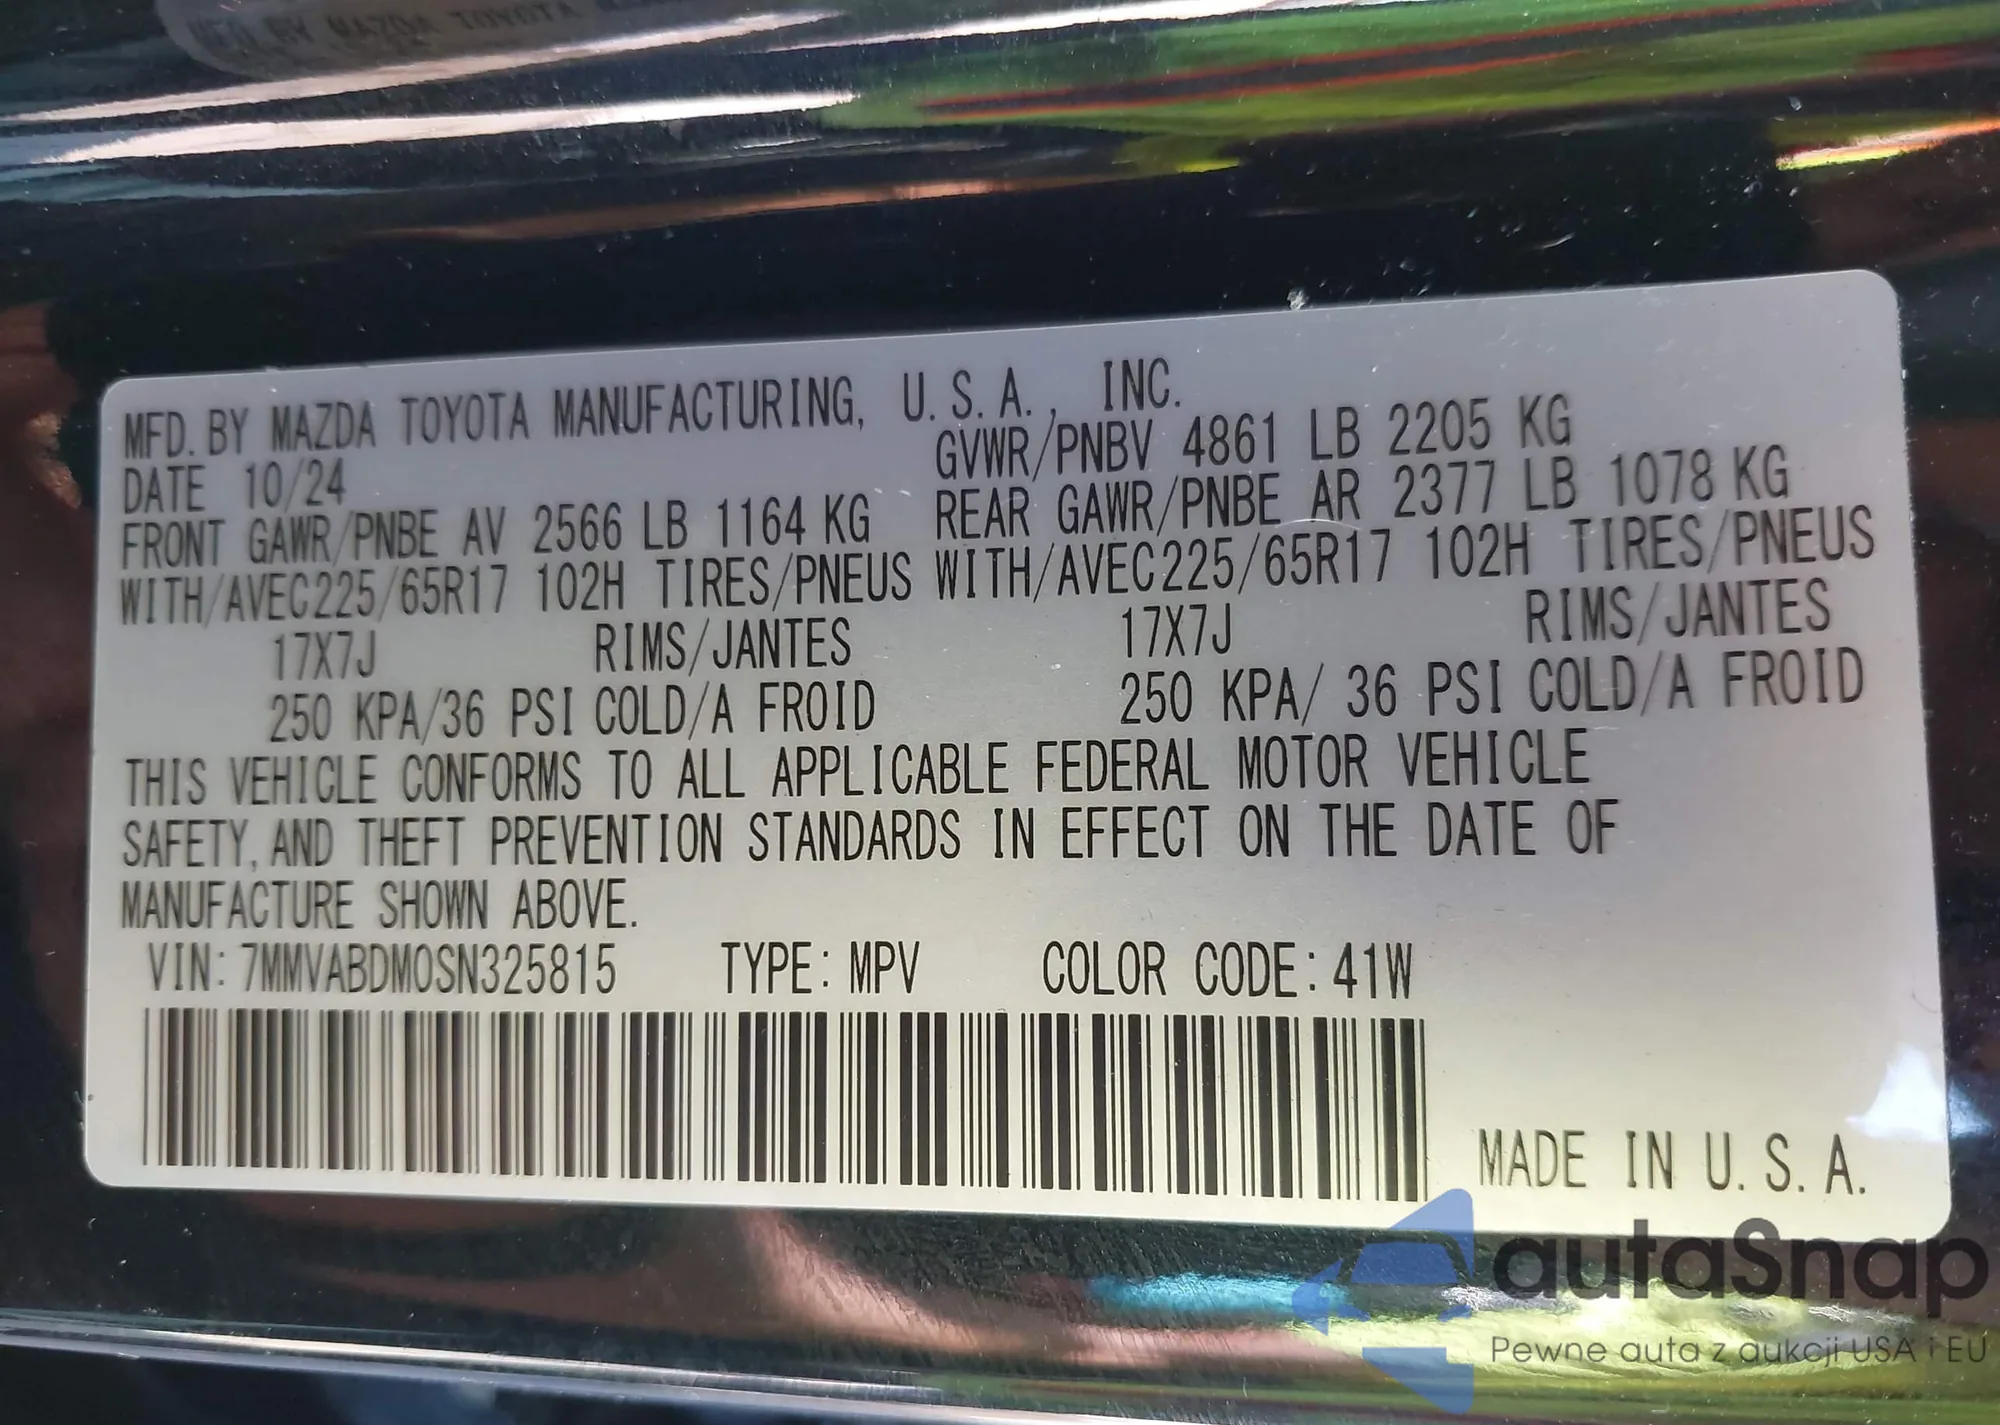 MFD. BY MAZDA TOYOTA MANUFACTURING, U. S. A., INC.
DATE 10/24 GVWR/PNBV 4861 LB 2205 KG
FRONT GAWR/PNBE AV 2566 LB 1164 KG REAR GAWR/PNBE AR 2377 LB 1078 KG
WITH/AVEC225/65R17 102H TIRES/PNEUS WITH/AVEC225/65R17 102H TIRES/PNEUS
17X7J RIMS/JANTES 17X7J RIMS/JANTES
250 KPA/36 PSI COLD/A FROID 250 KPA/ 36 PSI COLD/A FROID
THIS VEHICLE CONFORMS TO ALL APPLICABLE FEDERAL MOTOR VEHICLE
SAFETY, AND THEFT PREVENTION STANDARDS IN EFFECT ON THE DATE OF
MANUFACTURE SHOWN ABOVE.
VIN: 7MMVABDM0SN325815 TYPE: MPV COLOR CODE: 41W
MADE IN U. S. A.
autaSnap
Pewne auta z aukcji USA i EU